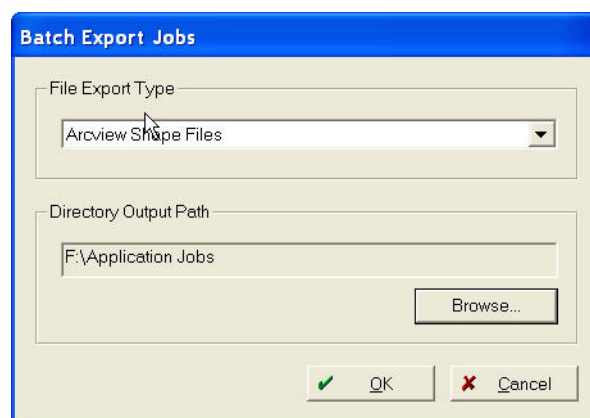 Batch Export Jobs
File Export Type
Arcview Shape Files
Directory Output Path
F:\Application Jobs
Browse...
OK
Cancel